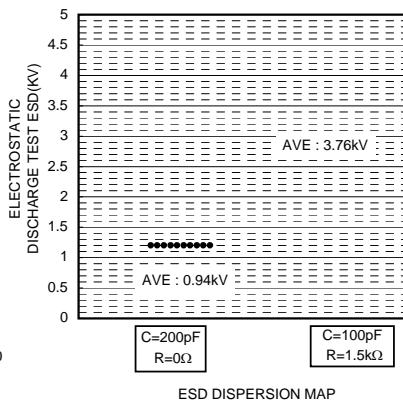 ELECTROSTATIC
DISCHARGE TEST ESD(KV)
5
4.5
4
3.5
3
2.5
2
1.5
1
0.5
0
AVE : 3.76kV
AVE : 0.94kV
C=200pF
R=0Ω
C=100pF
R=1.5kΩ
0
ESD DISPERSION MAP